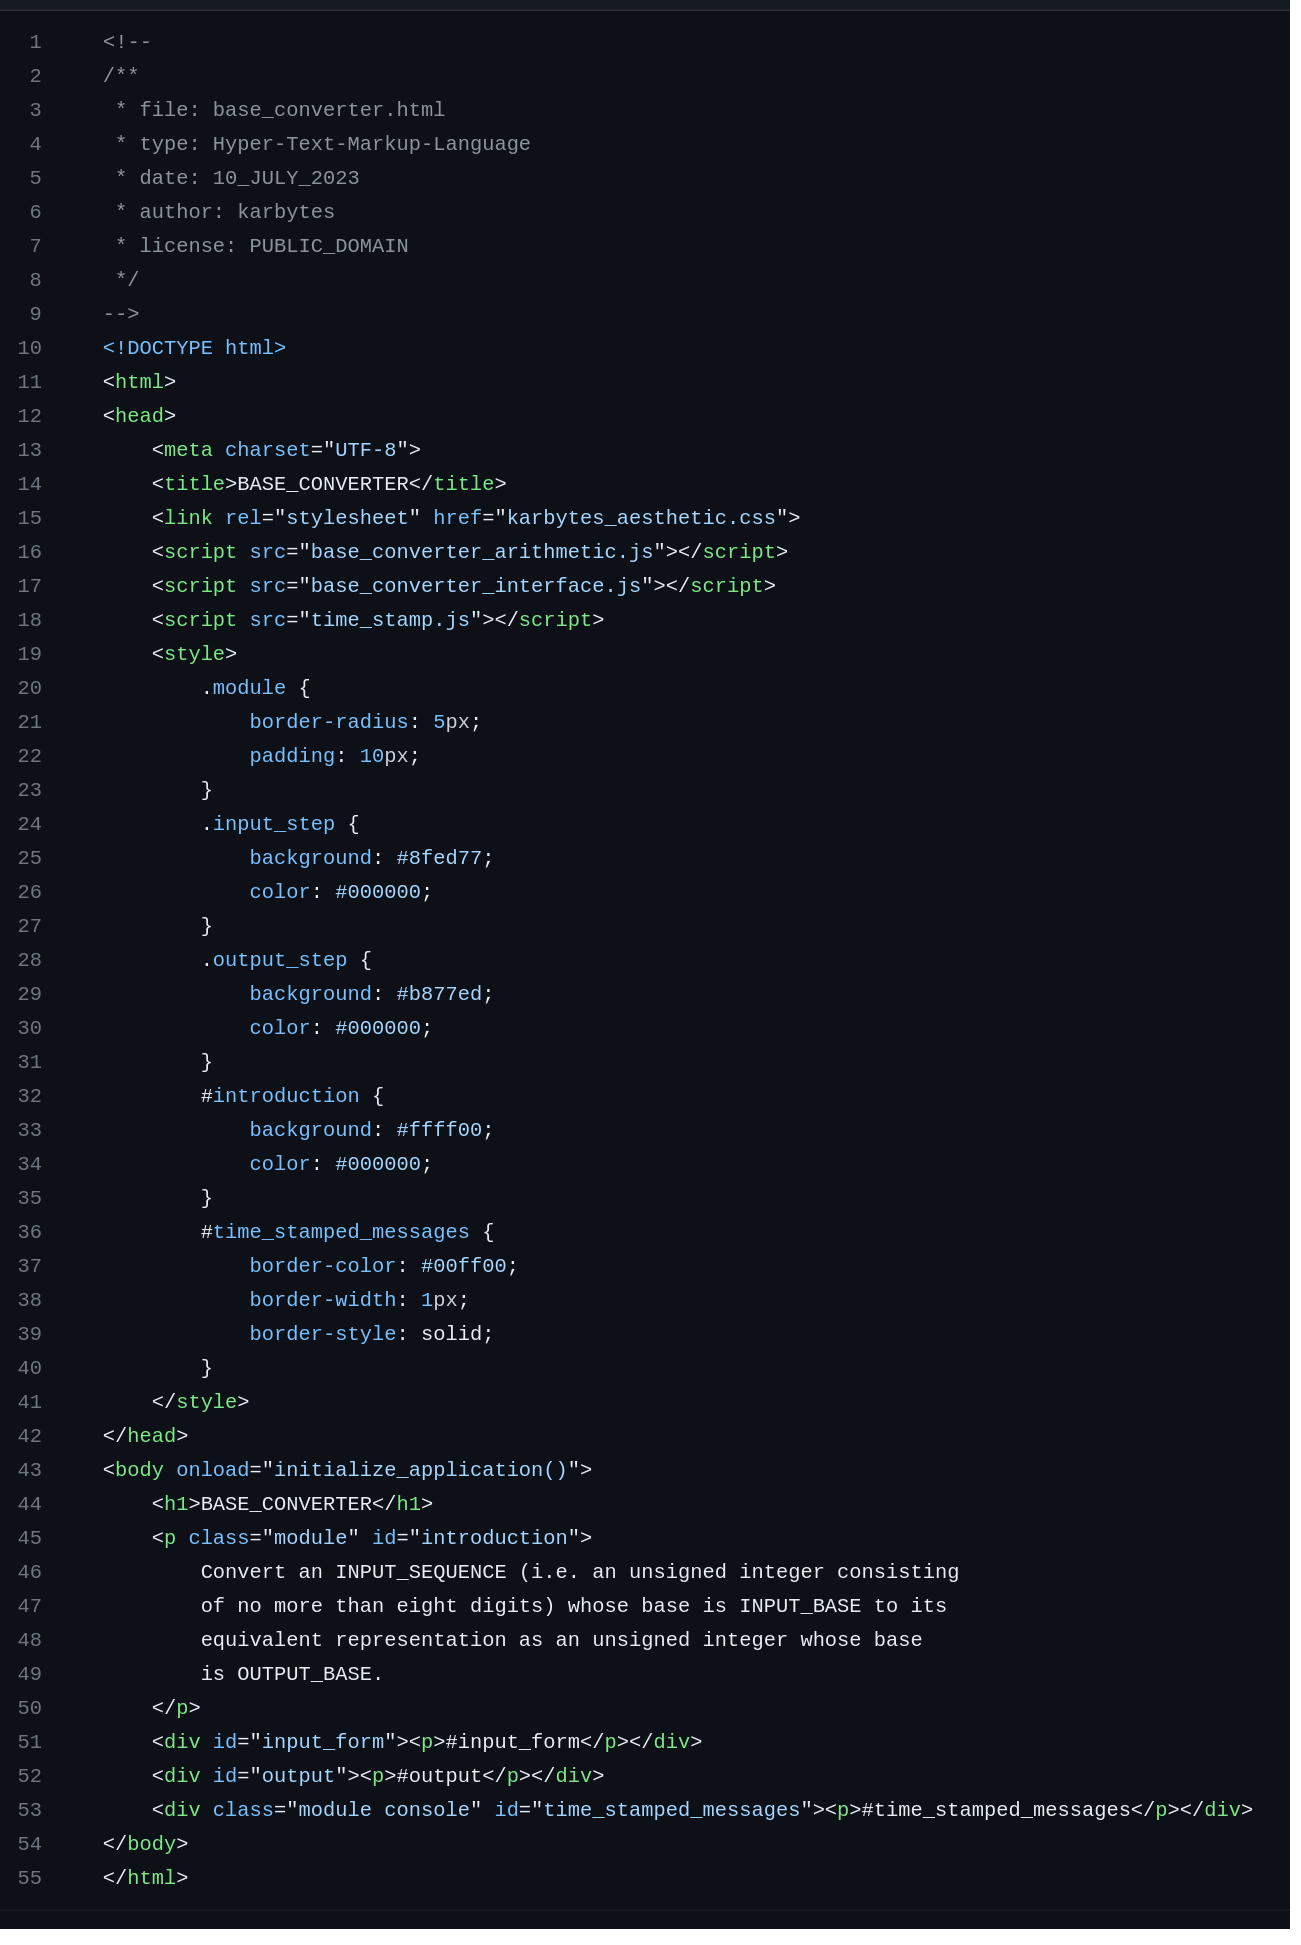 1 <!--
2 /**
3  * file: base_converter.html
4  * type: Hyper-Text-Markup-Language
5  * date: 10_JULY_2023
6  * author: karbytes
7  * license: PUBLIC_DOMAIN
8  */
9 -->
10 <!DOCTYPE html>
11 <html>
12 <head>
13     <meta charset="UTF-8">
14     <title>BASE_CONVERTER</title>
15     <link rel="stylesheet" href="karbytes_aesthetic.css">
16     <script src="base_converter_arithmetic.js"></script>
17     <script src="base_converter_interface.js"></script>
18     <script src="time_stamp.js"></script>
19     <style>
20         .module {
21             border-radius: 5px;
22             padding: 10px;
23         }
24         .input_step {
25             background: #8fed77;
26             color: #000000;
27         }
28         .output_step {
29             background: #b877ed;
30             color: #000000;
31         }
32         #introduction {
33             background: #ffff00;
34             color: #000000;
35         }
36         #time_stamped_messages {
37             border-color: #00ff00;
38             border-width: 1px;
39             border-style: solid;
40         }
41     </style>
42 </head>
43 <body onload="initialize_application()">
44     <h1>BASE_CONVERTER</h1>
45     <p class="module" id="introduction">
46         Convert an INPUT_SEQUENCE (i.e. an unsigned integer consisting
47         of no more than eight digits) whose base is INPUT_BASE to its
48         equivalent representation as an unsigned integer whose base
49         is OUTPUT_BASE.
50     </p>
51     <div id="input_form"><p>#input_form</p></div>
52     <div id="output"><p>#output</p></div>
53     <div class="module console" id="time_stamped_messages"><p>#time_stamped_messages</p></div>
54 </body>
55 </html>